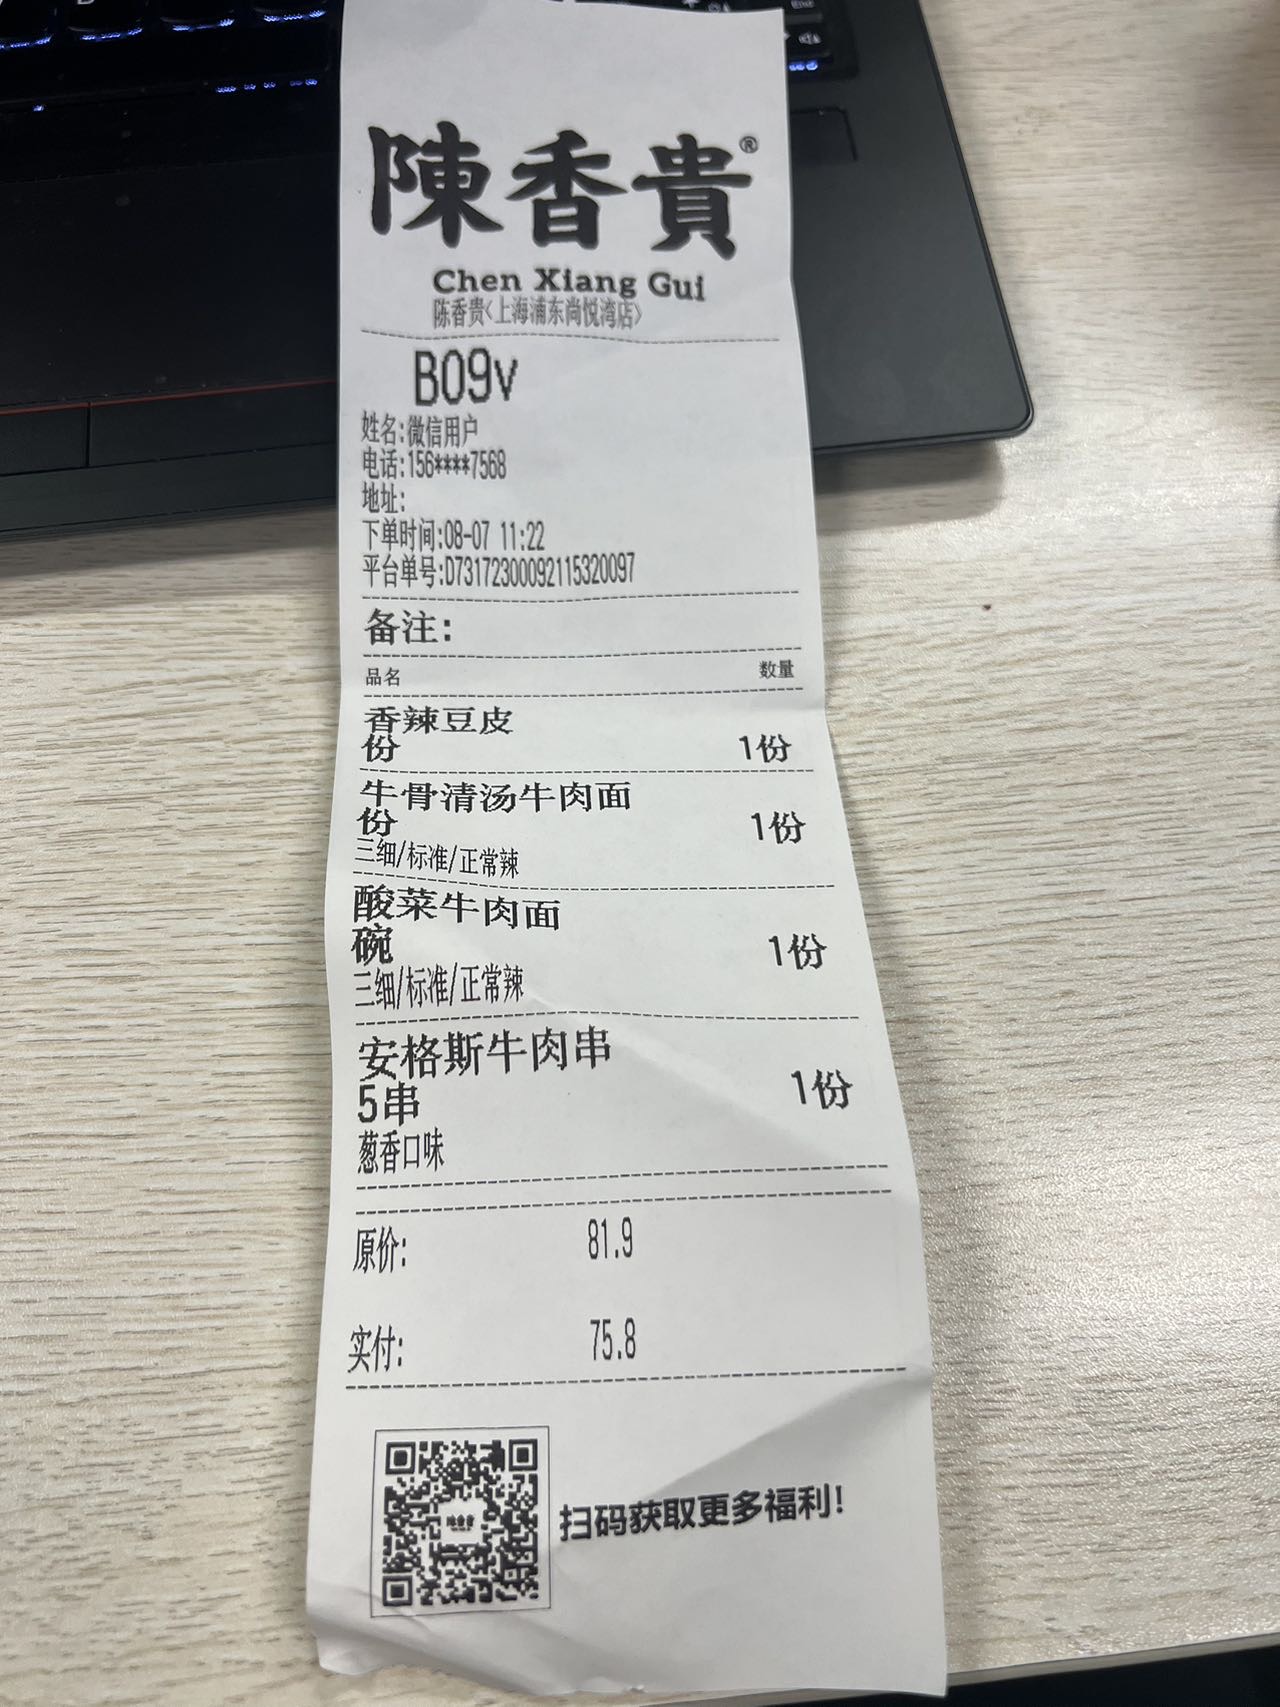 陳香貴®
Chen Xiang Gui
陈香贵<上海浦东尚悦湾店>
B09v
姓名:微信用户
电话:156****7568
地址:
下单时间:08-07 11:22
平台单号:D73172300092115320097
备注:
品名 数量
香辣豆皮
份 1份
牛骨清汤牛肉面
份 1份
三细/标准/正常辣
酸菜牛肉面
碗 1份
三细/标准/正常辣
安格斯牛肉串
5串 1份
葱香口味
原价: 81.9
实付: 75.8
扫码获取更多福利!